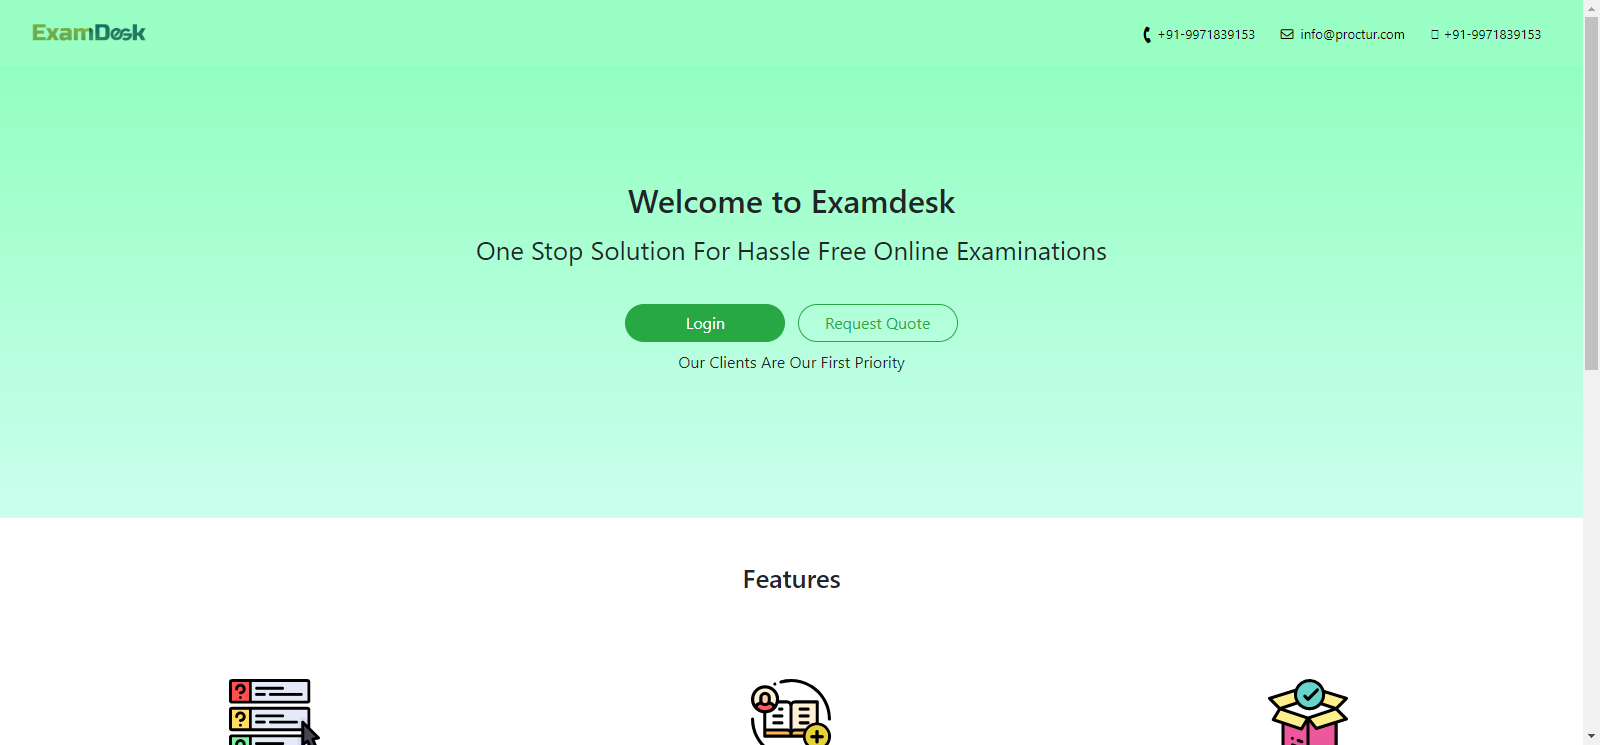 ExamDesk
+91-9971839153 info@proctur.com +91-9971839153
Welcome to Examdesk
One Stop Solution For Hassle Free Online Examinations
Login Request Quote
Our Clients Are Our First Priority
Features
?
?
?